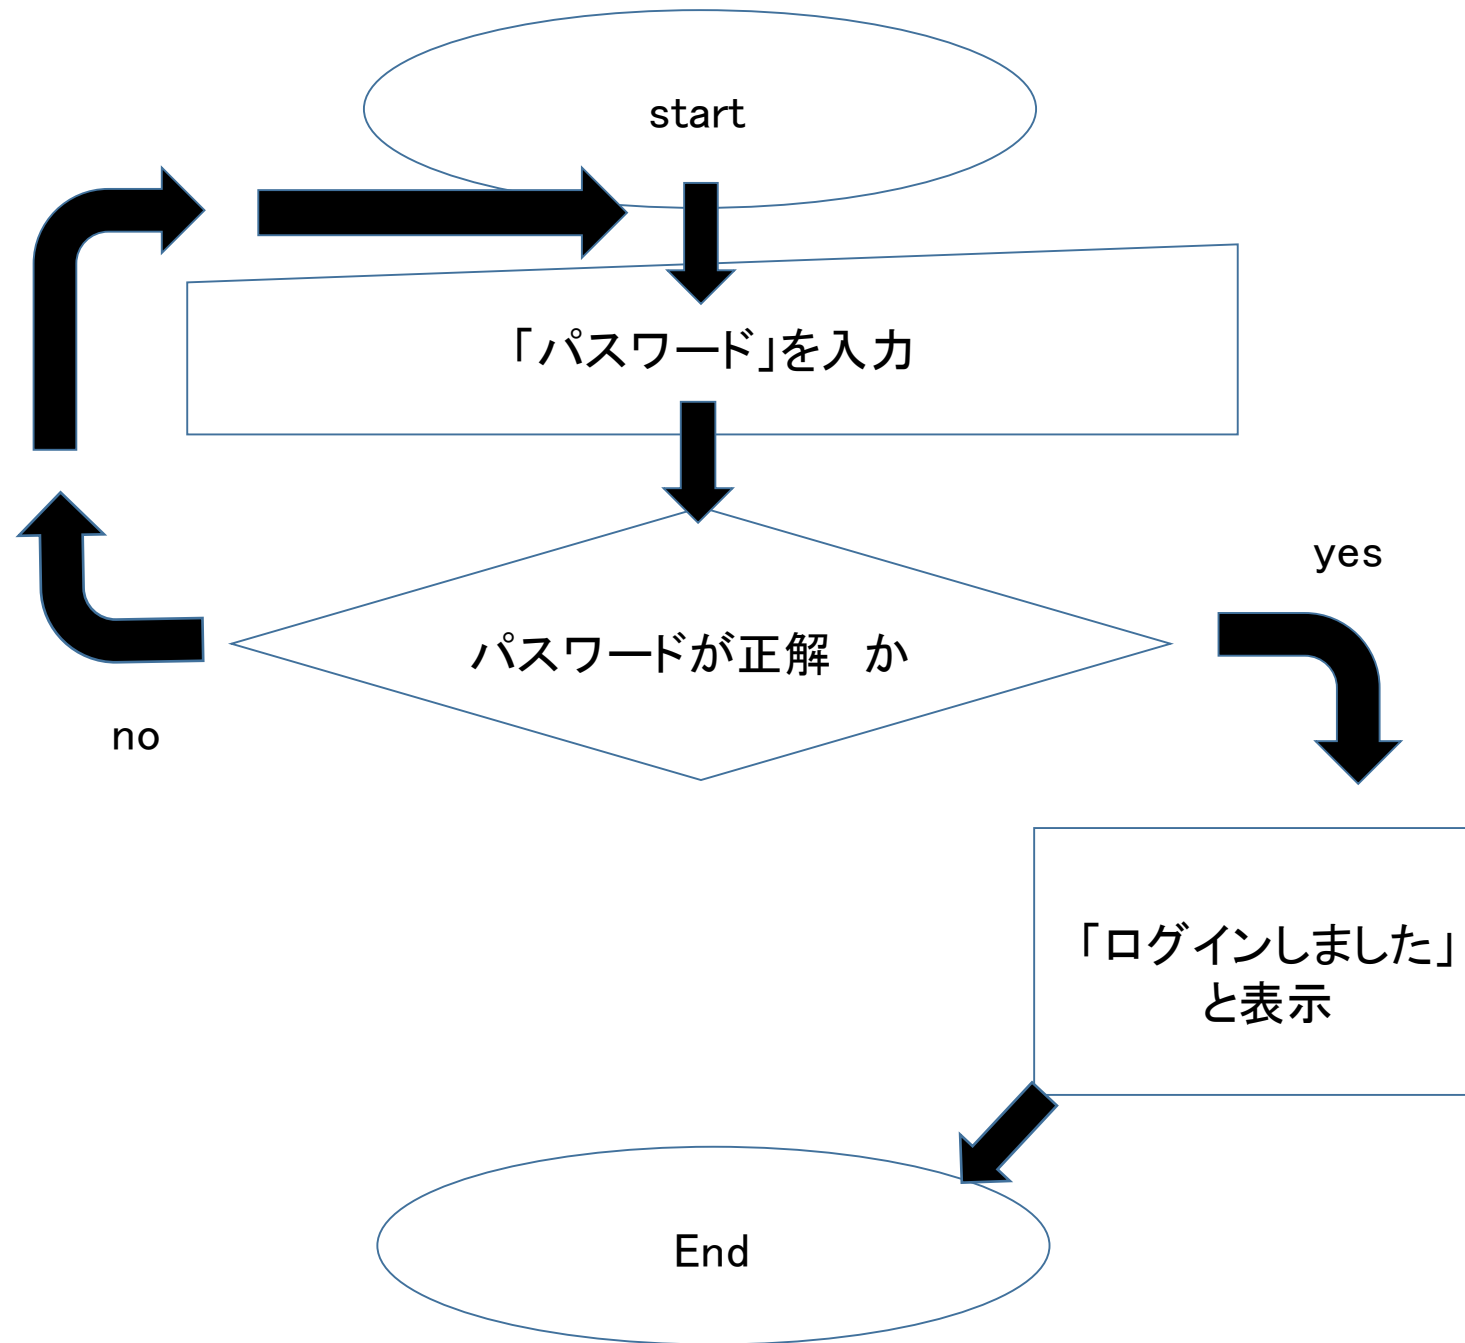 start
「パスワード」を入力
yes
パスワードが正解　か
no
「ログインしました」
と表示
End